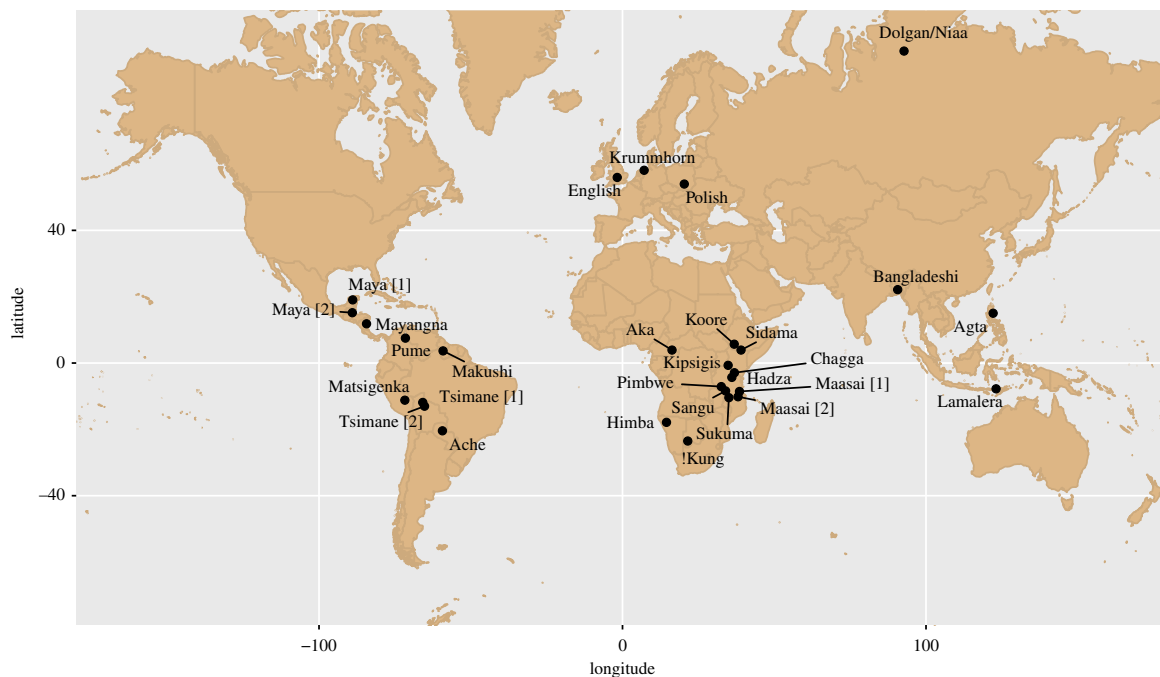 Dolgan/Niaa
Krummhorn
English
Polish
40
Bangladeshi
Maya [1]
Maya [2]
Mayangna
Agta
Koore
Sidama
Aka
Pume
Makushi
Kipsigis
Chagga
0
latitude
Matsigenka
Tsimane [1]
Pimbwe
Hadza
Maasai [1]
Lamalera
Tsimane [2]
Sangu
Maasai [2]
Himba
Sukuma
Ache
!Kung
−40
−100
0
100
longitude